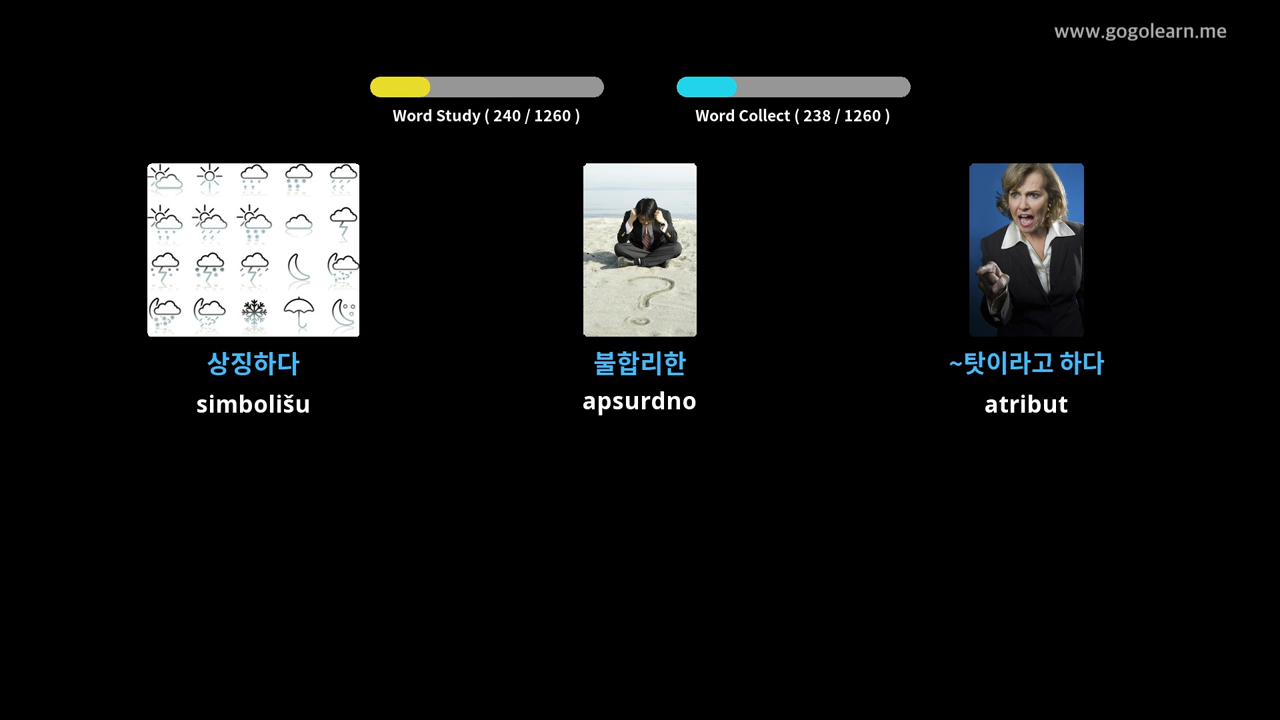 www.gogolearn.me
Word Study ( 240 / 1260 )
Word Collect ( 238 / 1260 )
상징하다
불합리한
~탓이라고 하다
simbolišu
apsurdno
atribut